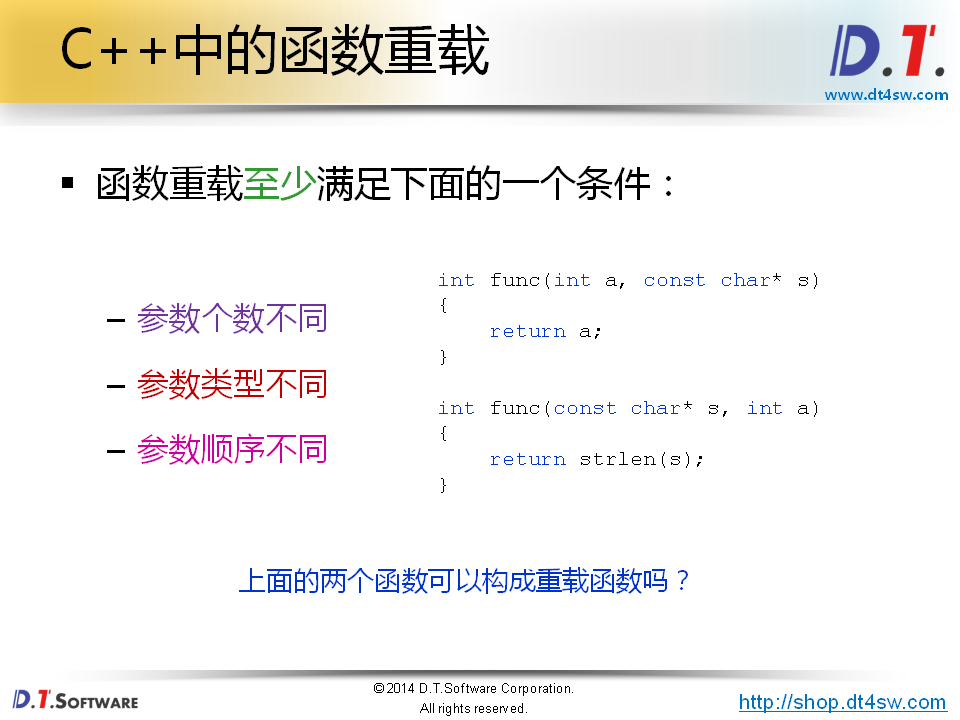 C++中的函数重载
D.T.
www.dt4sw.com
▪ 函数重载至少满足下面的一个条件：
– 参数个数不同
– 参数类型不同
– 参数顺序不同
int func(int a, const char* s)
{
    return a;
}
int func(const char* s, int a)
{
    return strlen(s);
}
上面的两个函数可以构成重载函数吗？
D.T.SOFTWARE
©2014 D.T.Software Corporation.
All rights reserved.
http://shop.dt4sw.com